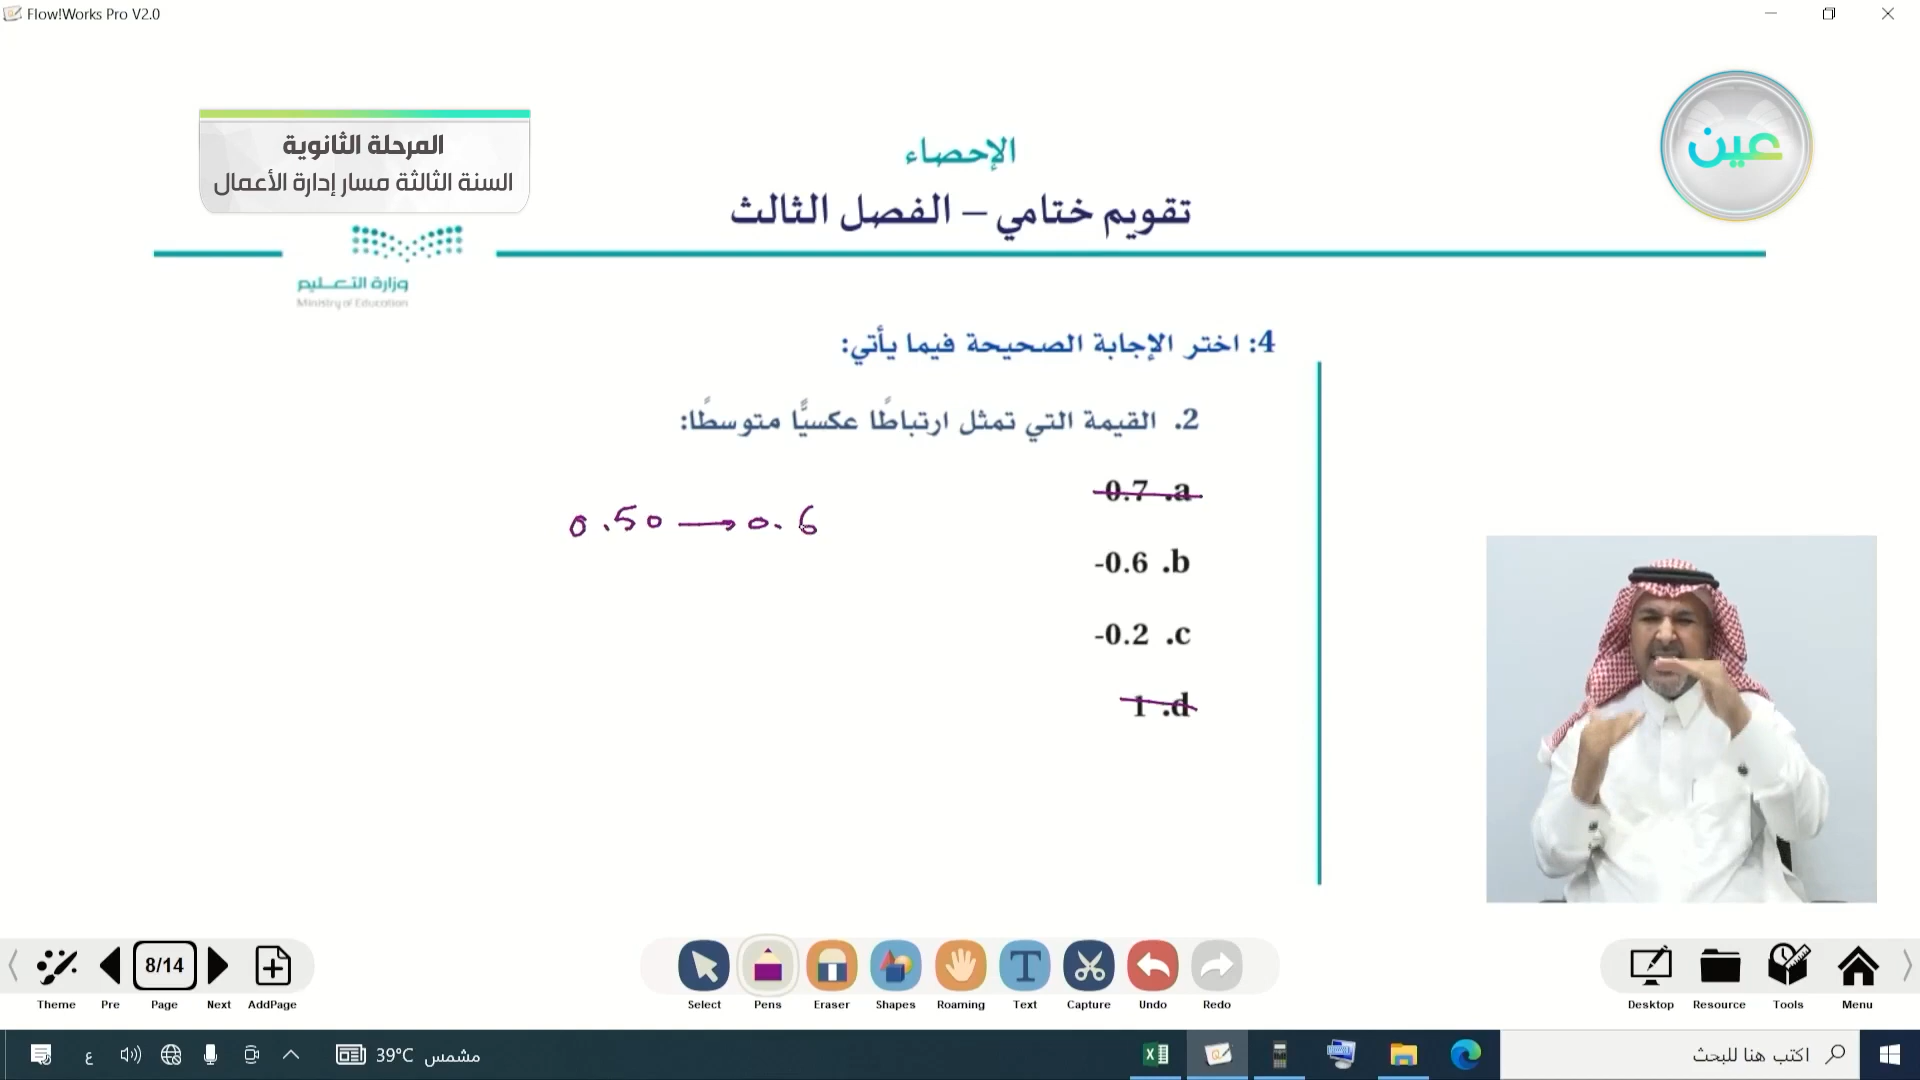 Flow!Works Pro V2.0
عين
المرحلة الثانوية
السنة الثالثة مسار إدارة الأعمال
الإحصاء
تقويم ختامي – الفصل الثالث
وزارة التعليم
Ministry of Education
4: اختر الإجابة الصحيحة فيما يأتي:
2. القيمة التي تمثل ارتباطًا عكسيًّا متوسطًا:
a. 0.7
0.50 → 0.6
b. -0.6
c. -0.2
d. 1
8/14
Theme Pre Page Next AddPage
Select Pens Eraser Shapes Roaming Text Capture Undo Redo
Desktop Resource Tools Menu
ع
39°C مشمس
اكتب هنا للبحث